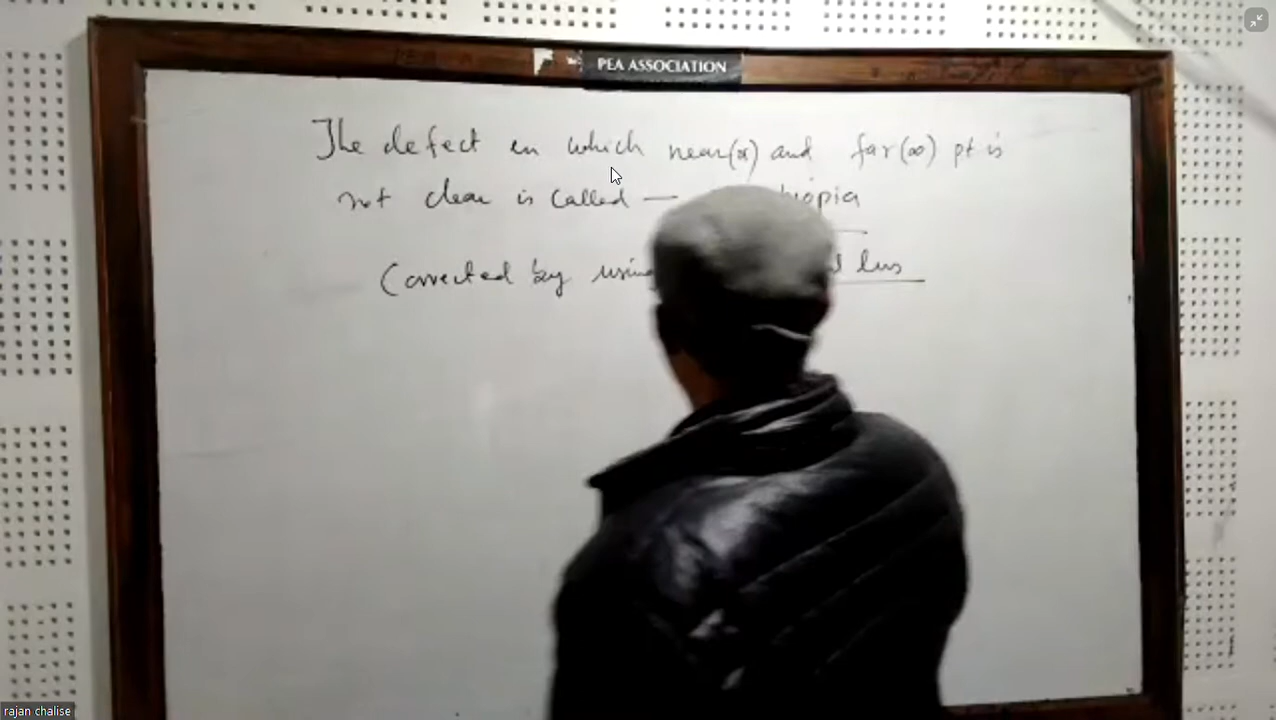 PEA ASSOCIATION
The defect in which near(x) and far(∞) pt is
not clear is called —
Corrected by lens
rajan chalise